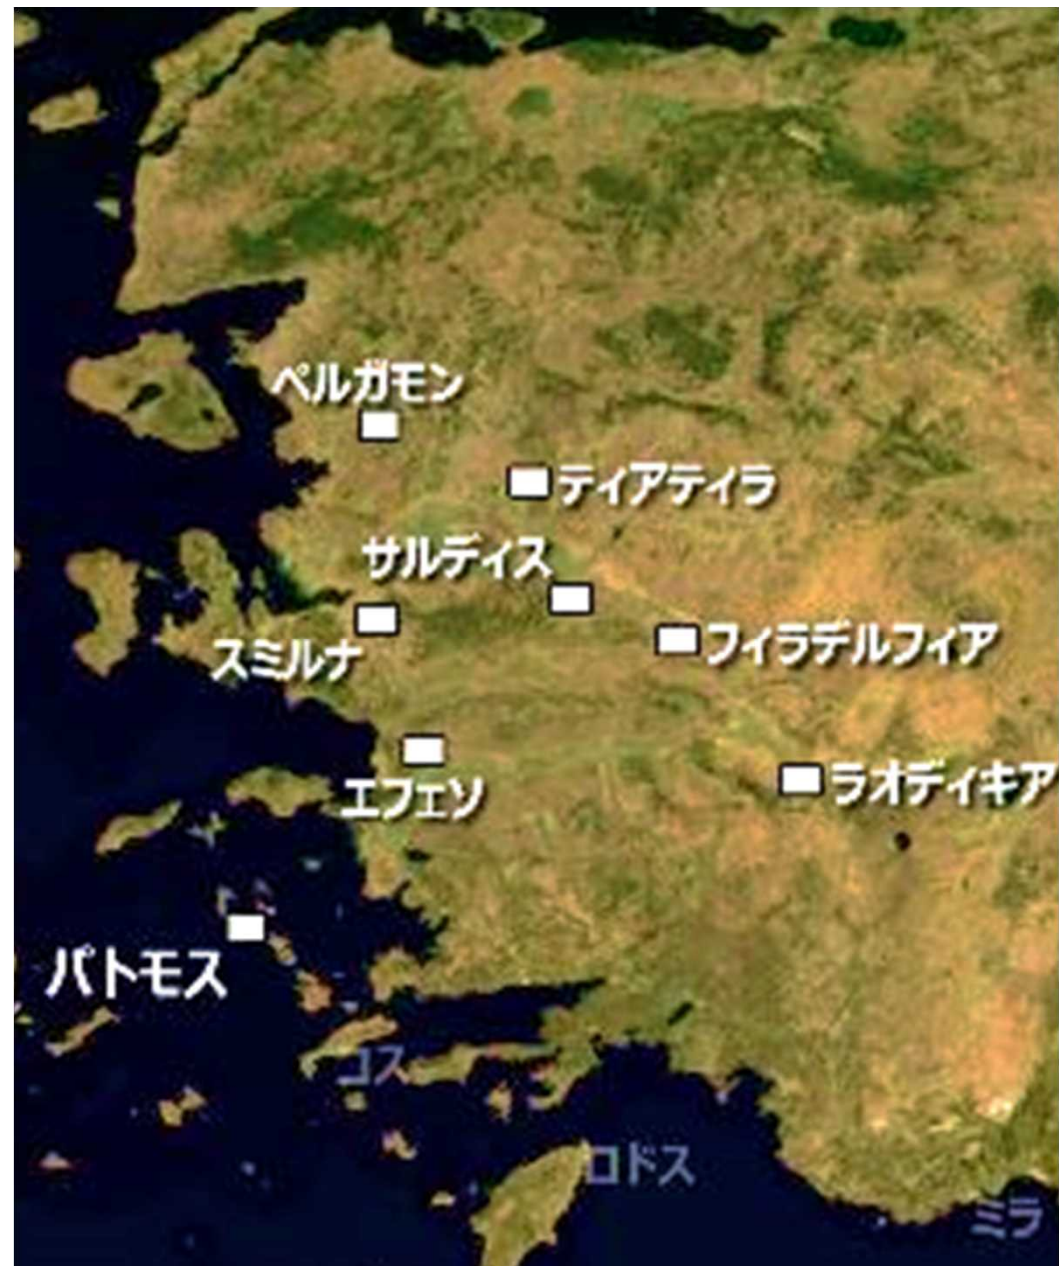 ペルガモン
ティアティラ
サルディス
スミルナ
フィラデルフィア
エフェソ
ラオディキア
パトモス
コス
ロドス
ミラ